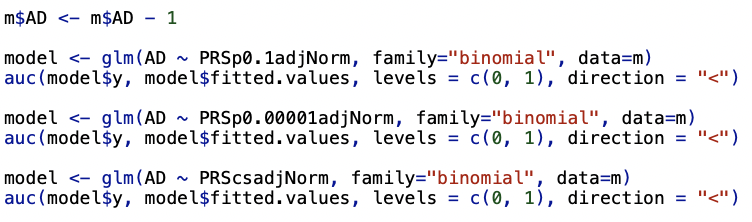 m$AD <- m$AD - 1
model <- glm(AD ~ PRSp0.1adjNorm, family="binomial", data=m)
auc(model$y, model$fitted.values, levels = c(0, 1), direction = "<")
model <- glm(AD ~ PRSp0.00001adjNorm, family="binomial", data=m)
auc(model$y, model$fitted.values, levels = c(0, 1), direction = "<")
model <- glm(AD ~ PRScsadjNorm, family="binomial", data=m)
auc(model$y, model$fitted.values, levels = c(0, 1), direction = "<")